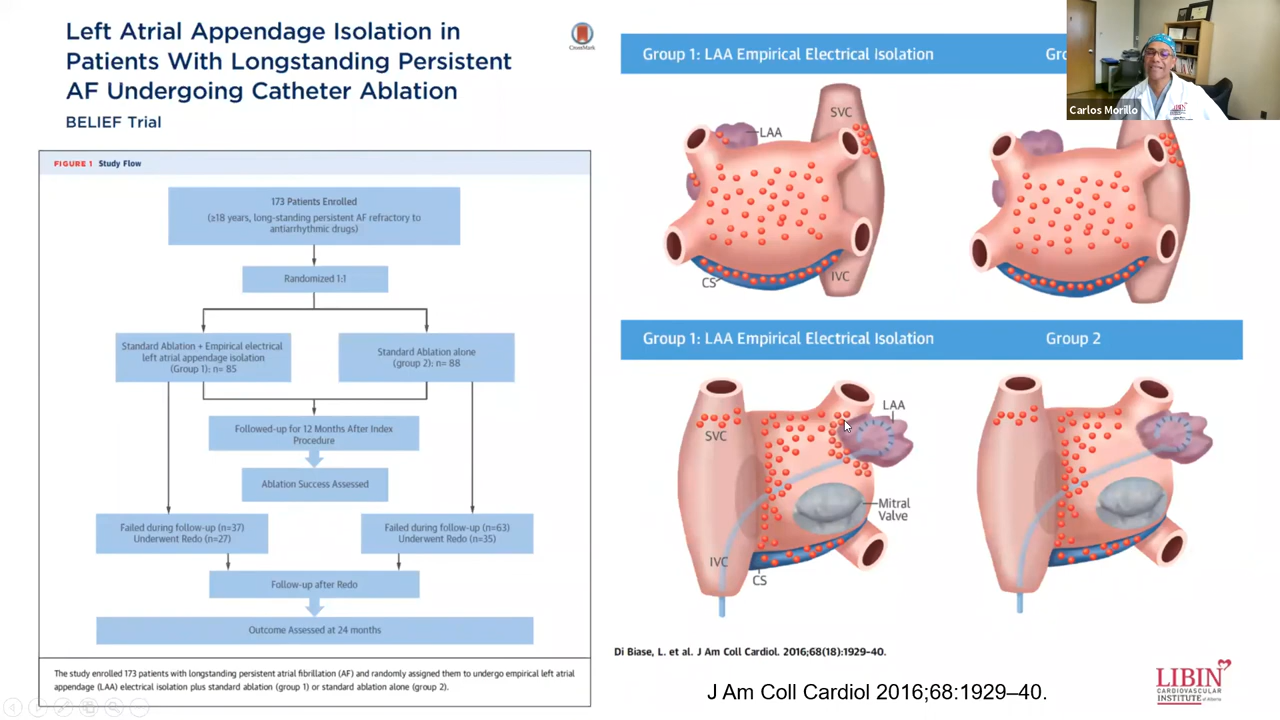 Left Atrial Appendage Isolation in
Patients With Longstanding Persistent
AF Undergoing Catheter Ablation
BELIEF Trial
CrossMark
FIGURE 1 Study Flow
173 Patients Enrolled
(≥18 years, long-standing persistent AF refractory to
antiarrhythmic drugs)
Randomized 1:1
Standard Ablation + Empirical electrical
left atrial appendage isolation
(Group 1): n= 85
Standard Ablation alone
(group 2): n= 88
Followed-up for 12 Months After Index
Procedure
Ablation Success Assessed
Failed during follow-up (n=37)
Underwent Redo (n=27)
Failed during follow-up (n=63)
Underwent Redo (n=35)
Follow-up after Redo
Outcome Assessed at 24 months
The study enrolled 173 patients with longstanding persistent atrial fibrillation (AF) and randomly assigned them to undergo empirical left atrial
appendage (LAA) electrical isolation plus standard ablation (group 1) or standard ablation alone (group 2).
Group 1: LAA Empirical Electrical Isolation
Gro
Carlos Morillo
LAA
SVC
CS
IVC
Group 1: LAA Empirical Electrical Isolation
Group 2
LAA
SVC
Mitral
Valve
IVC
CS
Di Biase, L. et al. J Am Coll Cardiol. 2016;68(18):1929-40.
J Am Coll Cardiol 2016;68:1929–40.
LIBIN
CARDIOVASCULAR
INSTITUTE of Alberta